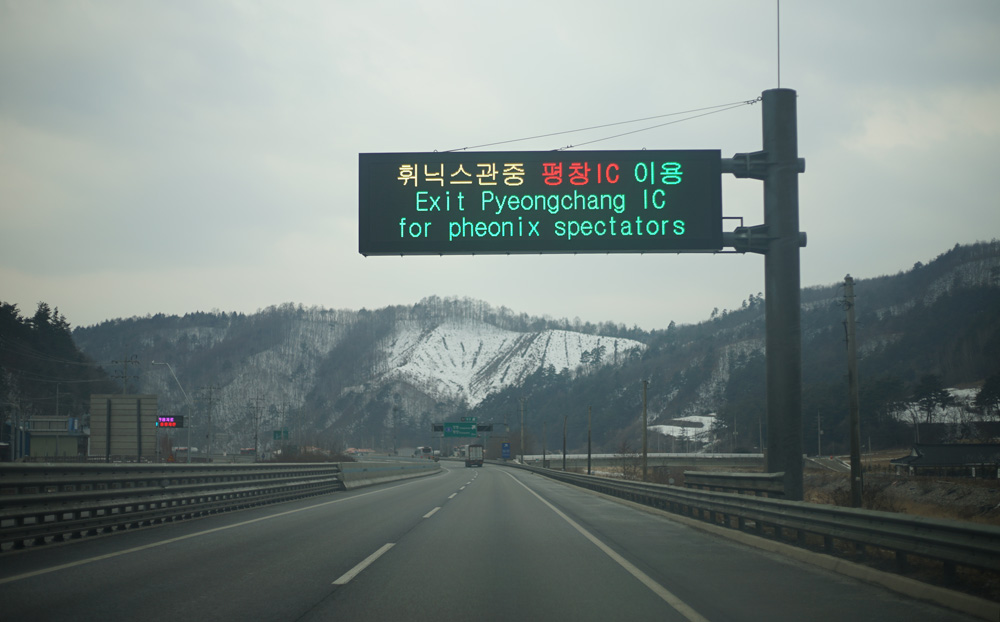 휘닉스관중 평창IC 이용
Exit Pyeongchang IC
for pheonix spectators